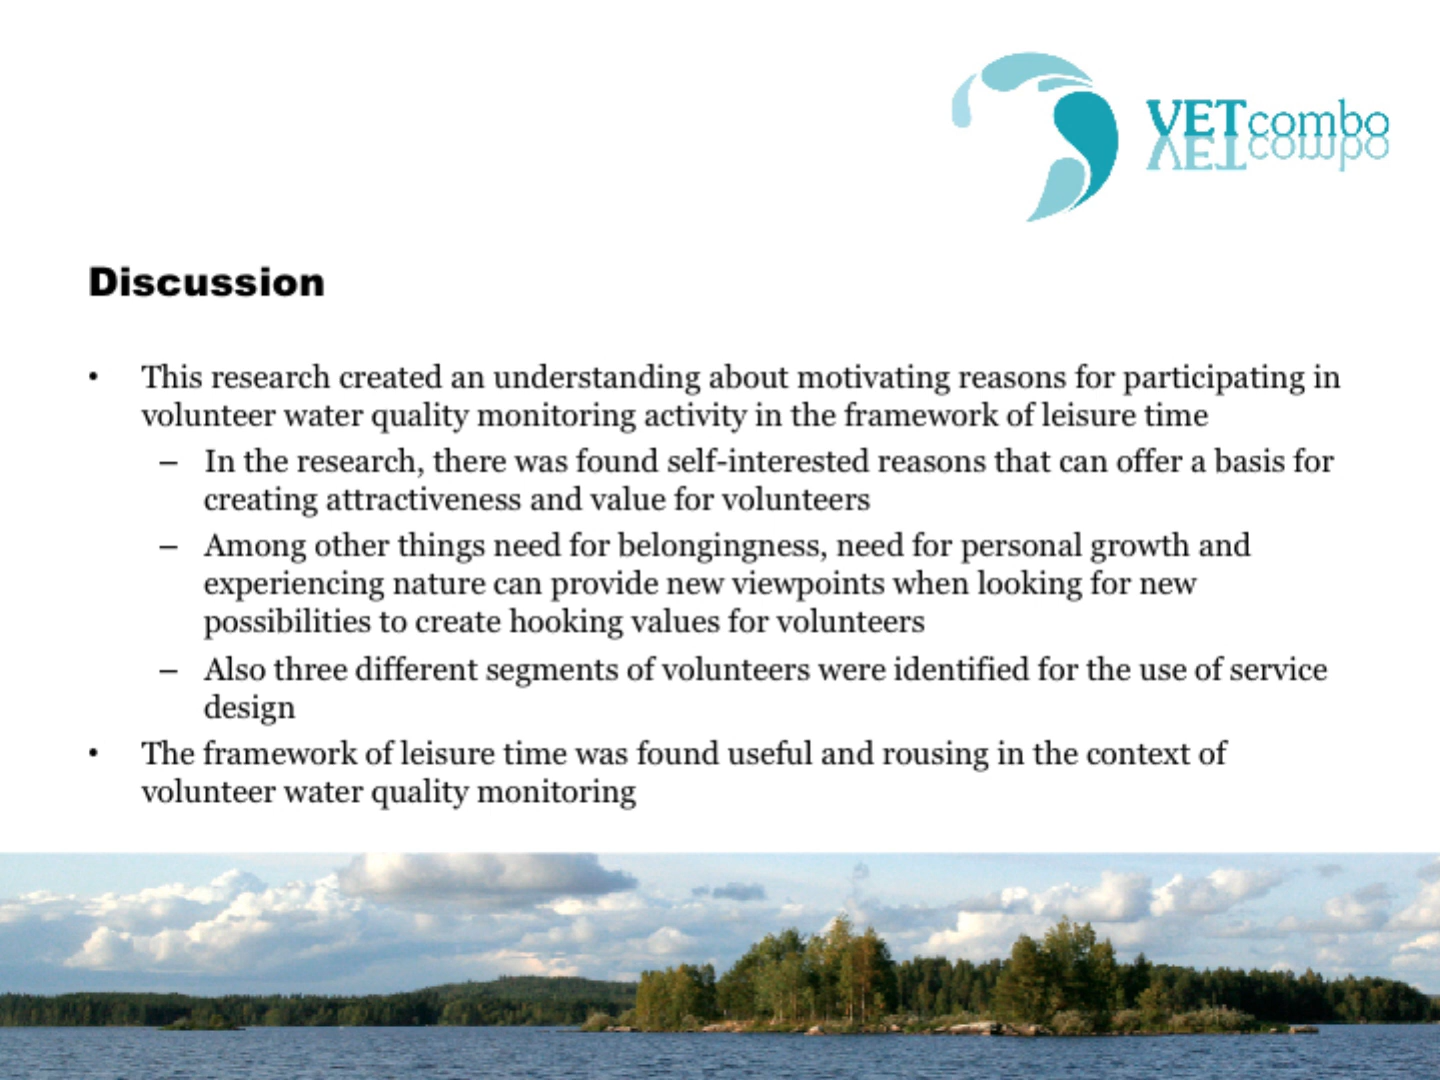 VETcombo
Discussion
• This research created an understanding about motivating reasons for participating in
volunteer water quality monitoring activity in the framework of leisure time
– In the research, there was found self-interested reasons that can offer a basis for
creating attractiveness and value for volunteers
– Among other things need for belongingness, need for personal growth and
experiencing nature can provide new viewpoints when looking for new
possibilities to create hooking values for volunteers
– Also three different segments of volunteers were identified for the use of service
design
• The framework of leisure time was found useful and rousing in the context of
volunteer water quality monitoring